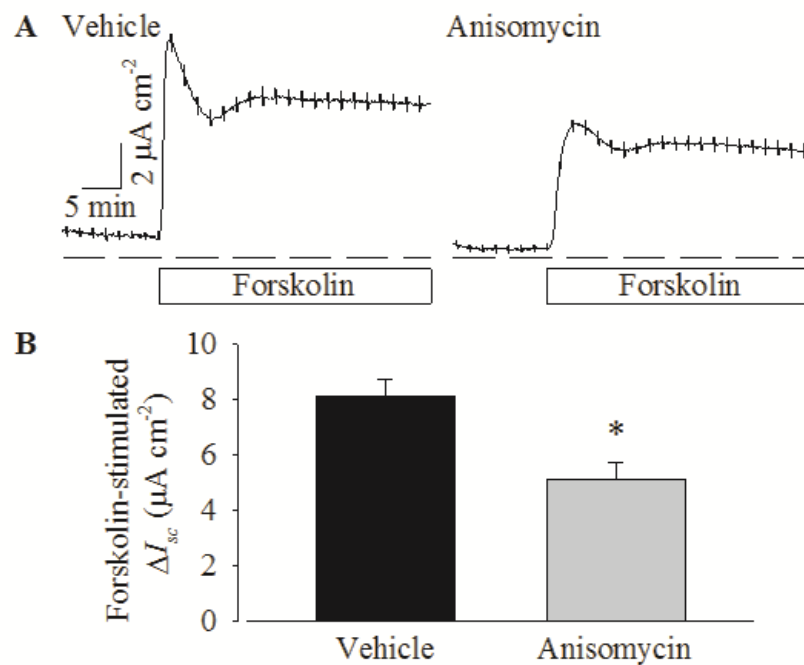 A Vehicle Anisomycin
2 μA cm-2
5 min
Forskolin Forskolin
B
Forskolin-stimulated
ΔIsc (μA cm-2)
10
8
6
4
2
0
*
Vehicle Anisomycin